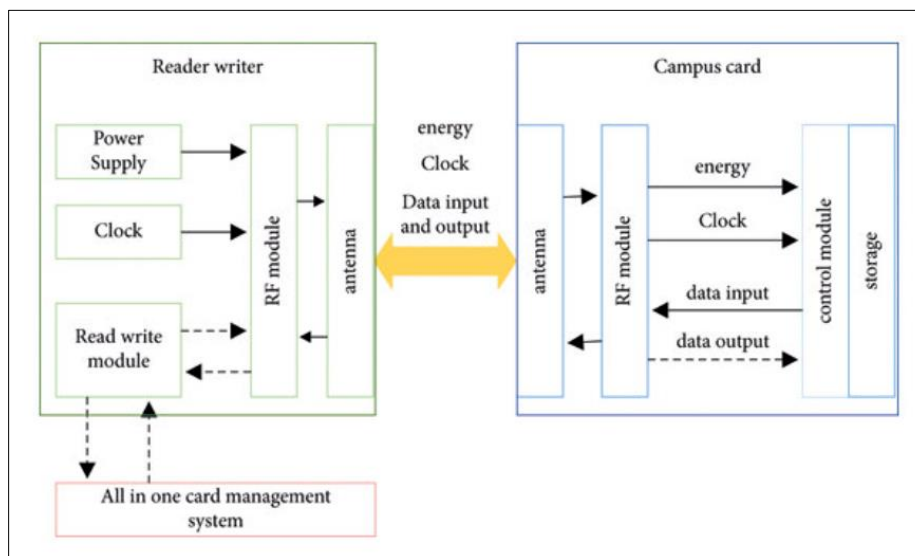 Reader writer
Power
Supply
Clock
Read write
module
RF module
antenna
energy
Clock
Data input
and output
Campus card
antenna
RF module
energy
Clock
data input
data output
control module
storage
All in one card management
system